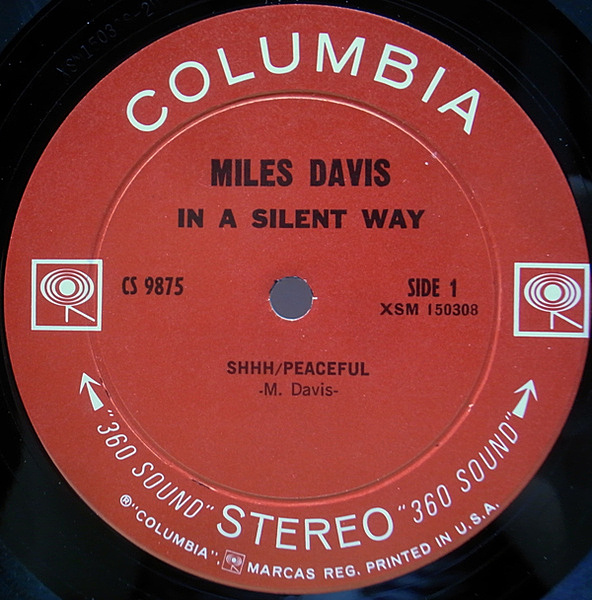 COLUMBIA
MILES DAVIS
IN A SILENT WAY
CS 9875
SIDE 1
XSM 150308
SHHH/PEACEFUL
-M. Davis-
"360 SOUND" STEREO "360 SOUND"
® "COLUMBIA", MARCAS REG. PRINTED IN U.S.A.